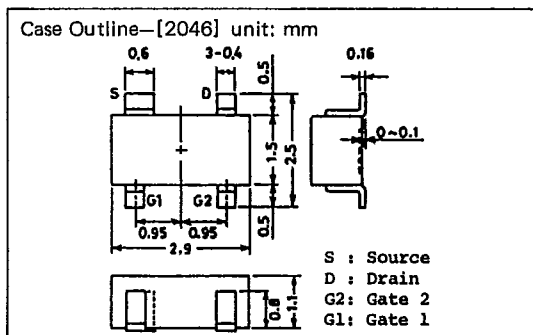 Case Outline—[2046] unit: mm
0,6 3-0,4 0.16
S D
0.5
1.5
2.5
0~0.1
G1 G2
0.5
0.95 0.95
2,9
S : Source
D : Drain
G2: Gate 2
G1: Gate 1
0.8
1.1